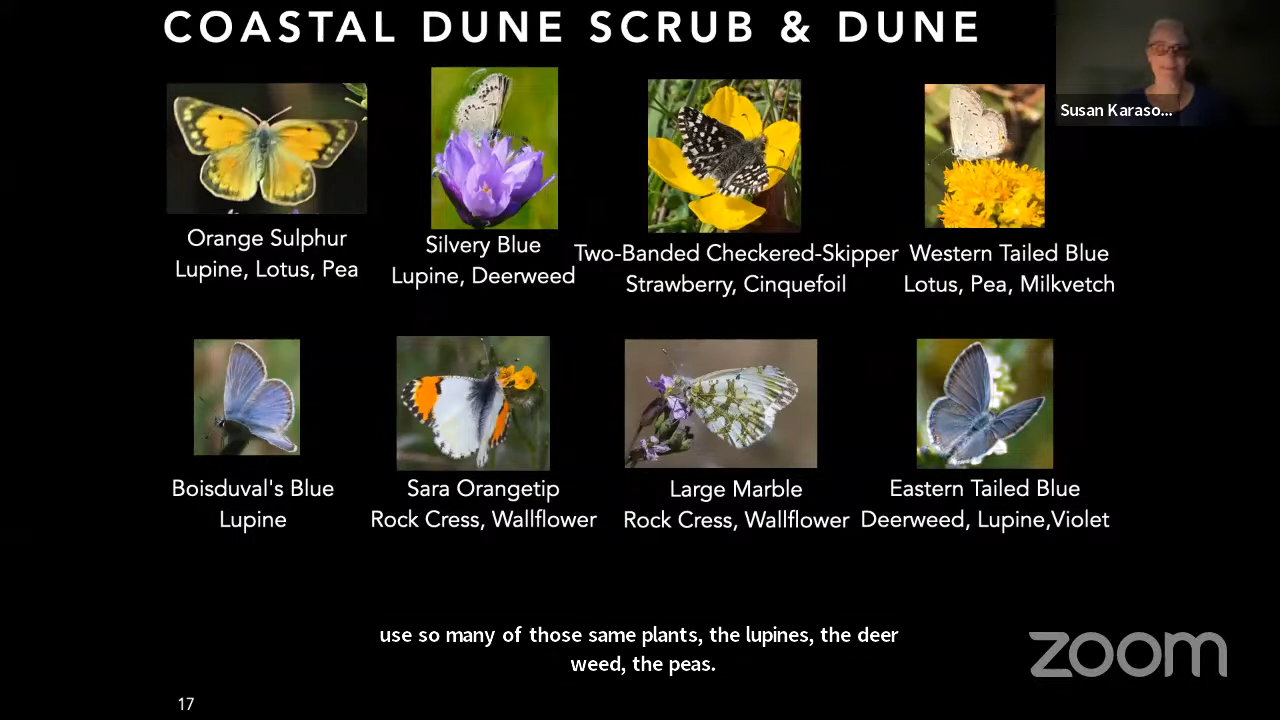 COASTAL DUNE SCRUB & DUNE
Susan Karaso...
Orange Sulphur
Lupine, Lotus, Pea
Silvery Blue
Lupine, Deerweed
Two-Banded Checkered-Skipper
Strawberry, Cinquefoil
Western Tailed Blue
Lotus, Pea, Milkvetch
Boisduval's Blue
Lupine
Sara Orangetip
Rock Cress, Wallflower
Large Marble
Rock Cress, Wallflower
Eastern Tailed Blue
Deerweed, Lupine,Violet
use so many of those same plants, the lupines, the deer
weed, the peas.
zoom
17